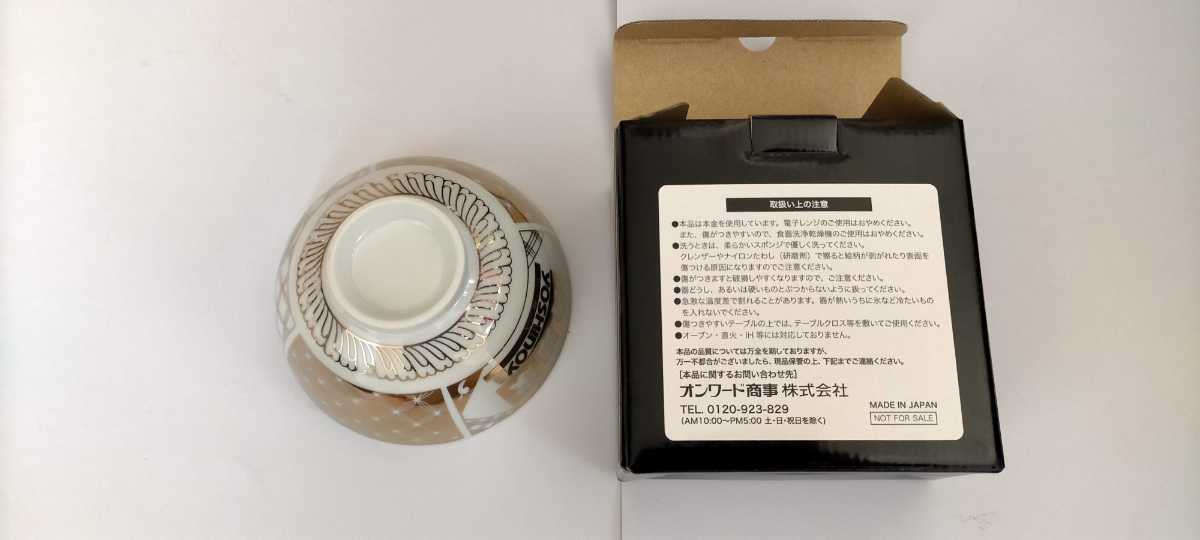 YOSHINOY
取扱い上の注意
●本品は本金を使用しています。電子レンジのご使用はおやめください。
また、傷がつきやすいので、食器洗浄乾燥機のご使用はおやめください。
●洗うときは、柔らかいスポンジで優しく洗ってください。
クレンザーやナイロンたわし(研磨剤)で擦ると絵柄が剥がれたり表面を
傷つける原因になりますのでご注意ください。
●傷がつきますと破損しやすくなりますので、ご注意ください。
●器どうし、あるいは硬いものとぶつからないように扱ってください。
●急激な温度差で割れることがあります。器が熱いうちに氷など冷たいもの
を入れないでください。
●傷つきやすいテーブルの上では、テーブルクロス等を敷いてご使用ください。
●オーブン・直火・IH 等には対応しておりません。
本品の品質については万全を期しておりますが、
万一不都合がございましたら、現品保管の上、下記までご連絡ください。
【本品に関するお問い合わせ先】
オンワード商事 株式会社
TEL. 0120-923-829
(AM10:00〜PM5:00 土・日・祝日を除く)
MADE IN JAPAN
NOT FOR SALE